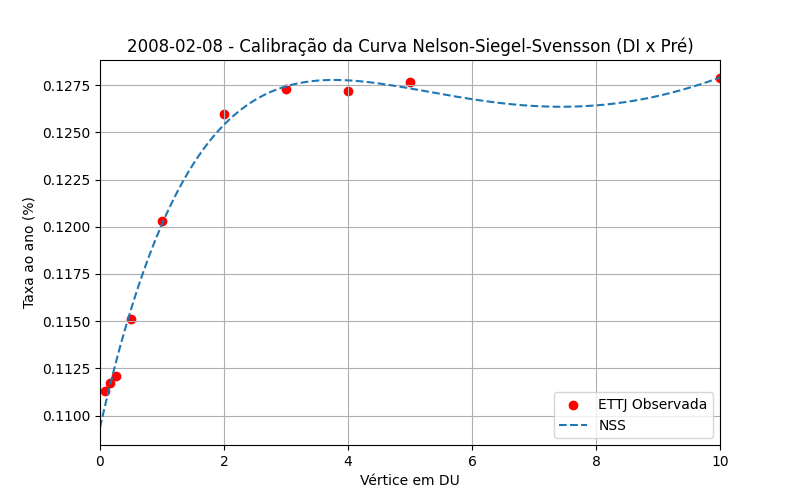 2008-02-08 - Calibração da Curva Nelson-Siegel-Svensson (DI x Pré)
Taxa ao ano (%)
0.1275
0.1250
0.1225
0.1200
0.1175
0.1150
0.1125
0.1100
ETTJ Observada
NSS
0 2 4 6 8 10
Vértice em DU